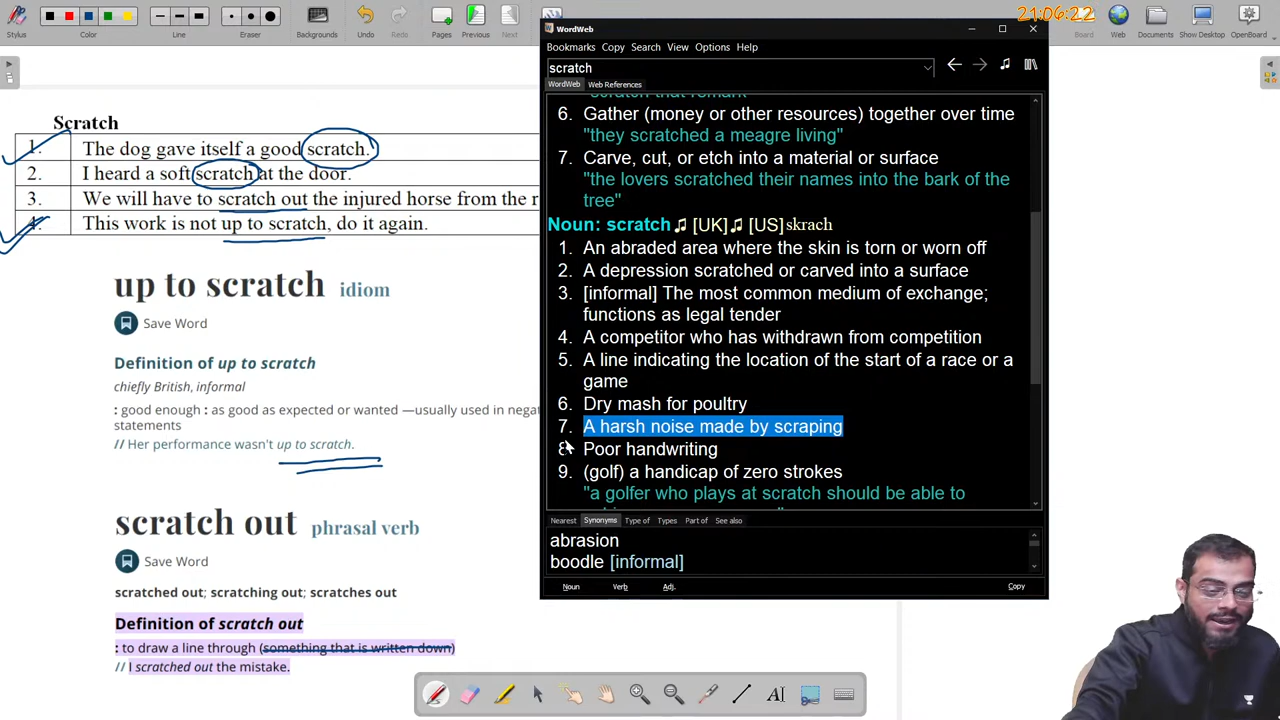 21:06:22
Stylus
Color
Line
Eraser
Backgrounds
Undo
Redo
Pages
Previous
Next
Board
Web
Documents
Show Desktop
OpenBoard
Scratch
1. The dog gave itself a good scratch.
2. I heard a soft scratch at the door.
3. We will have to scratch out the injured horse from the r
4. This work is not up to scratch, do it again.
up to scratch idiom
Save Word
Definition of up to scratch
chiefly British, informal
: good enough : as good as expected or wanted —usually used in negat
statements
// Her performance wasn't up to scratch.
scratch out phrasal verb
Save Word
scratched out; scratching out; scratches out
Definition of scratch out
: to draw a line through (something that is written down)
// I scratched out the mistake.
WordWeb
Bookmarks Copy Search View Options Help
scratch
WordWeb Web References
"scratch that remark"
6. Gather (money or other resources) together over time
"they scratched a meagre living"
7. Carve, cut, or etch into a material or surface
"the lovers scratched their names into the bark of the
tree"
Noun: scratch ♫ [UK] ♫ [US] skrach
1. An abraded area where the skin is torn or worn off
2. A depression scratched or carved into a surface
3. [informal] The most common medium of exchange;
functions as legal tender
4. A competitor who has withdrawn from competition
5. A line indicating the location of the start of a race or a
game
6. Dry mash for poultry
7. A harsh noise made by scraping
8. Poor handwriting
9. (golf) a handicap of zero strokes
"a golfer who plays at scratch should be able to
Nearest Synonyms Type of Types Part of See also
abrasion
boodle [informal]
Noun Verb Adj. Copy